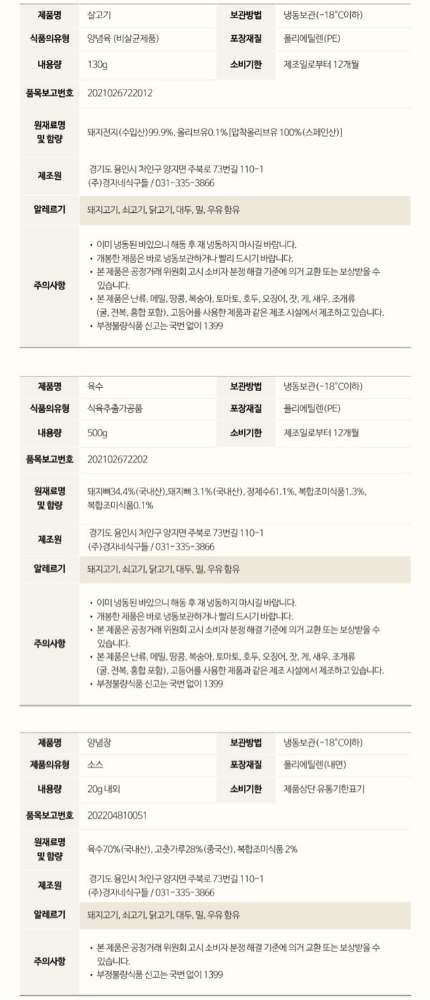 제품명 살고기 보관방법 냉동보관(-18°C이하)
식품의유형 양념육 (비살균제품) 포장재질 폴리에틸렌(PE)
내용량 130g 소비기한 제조일로부터 12개월
품목보고번호 2021026722012
원재료명 및 함량 돼지전지(수입산)99.9%, 올리브유0.1% [압착올리브유 100%(스페인산)]
제조원 경기도 용인시 처인구 양지면 주북로 73번길 110-1
(주)경자네식구들 / 031-335-3866
알레르기 돼지고기, 쇠고기, 닭고기, 대두, 밀, 우유 함유
• 이미 냉동된 바있으니 해동 후 재 냉동하지 마시길 바랍니다.
• 개봉한 제품은 바로 냉동보관하거나 빨리 드시기 바랍니다.
• 본 제품은 공정거래 위원회 고시 소비자 분쟁 해결 기준에 의거 교환 또는 보상받을 수
주의사항 있습니다.
• 본 제품은 난류, 메밀, 땅콩, 복숭아, 토마토, 호두, 오징어, 잣, 게, 새우, 조개류
(굴, 전복, 홍합 포함), 고등어를 사용한 제품과 같은 제조 시설에서 제조하고 있습니다.
• 부정불량식품 신고는 국번 없이 1399
제품명 육수 보관방법 냉동보관(-18°C이하)
식품의유형 식육추출가공품 포장재질 폴리에틸렌(PE)
내용량 500g 소비기한 제조일로부터 12개월
품목보고번호 202102672202
원재료명 돼지뼈34.4%(국내산),돼지뼈 3.1%(국내산), 정제수61.1%, 복합조미식품1.3%,
및 함량 복합조미식품0.1%
제조원 경기도 용인시 처인구 양지면 주북로 73번길 110-1
(주)경자네식구들 / 031-335-3866
알레르기 돼지고기, 쇠고기, 닭고기, 대두, 밀, 우유 함유
• 이미 냉동된 바있으니 해동 후 재 냉동하지 마시길 바랍니다.
• 개봉한 제품은 바로 냉동보관하거나 빨리 드시기 바랍니다.
• 본 제품은 공정거래 위원회 고시 소비자 분쟁 해결 기준에 의거 교환 또는 보상받을 수
주의사항 있습니다.
• 본 제품은 난류, 메밀, 땅콩, 복숭아, 토마토, 호두, 오징어, 잣, 게, 새우, 조개류
(굴, 전복, 홍합 포함), 고등어를 사용한 제품과 같은 제조 시설에서 제조하고 있습니다.
• 부정불량식품 신고는 국번 없이 1399
제품명 양념장 보관방법 냉동보관(-18°C이하)
제품의유형 소스 포장재질 폴리에틸렌(내면)
내용량 20g 내외 소비기한 제품상단 유통기한표기
품목보고번호 202204810051
원재료명 및 함량 육수70%(국내산), 고춧가루28%(중국산), 복합조미식품 2%
제조원 경기도 용인시 처인구 양지면 주북로 73번길 110-1
(주)경자네식구들 / 031-335-3866
알레르기 돼지고기, 쇠고기, 닭고기, 대두, 밀, 우유 함유
• 본 제품은 공정거래 위원회 고시 소비자 분쟁 해결 기준에 의거 교환 또는 보상받을 수
주의사항 있습니다.
• 부정불량식품 신고는 국번 없이 1399